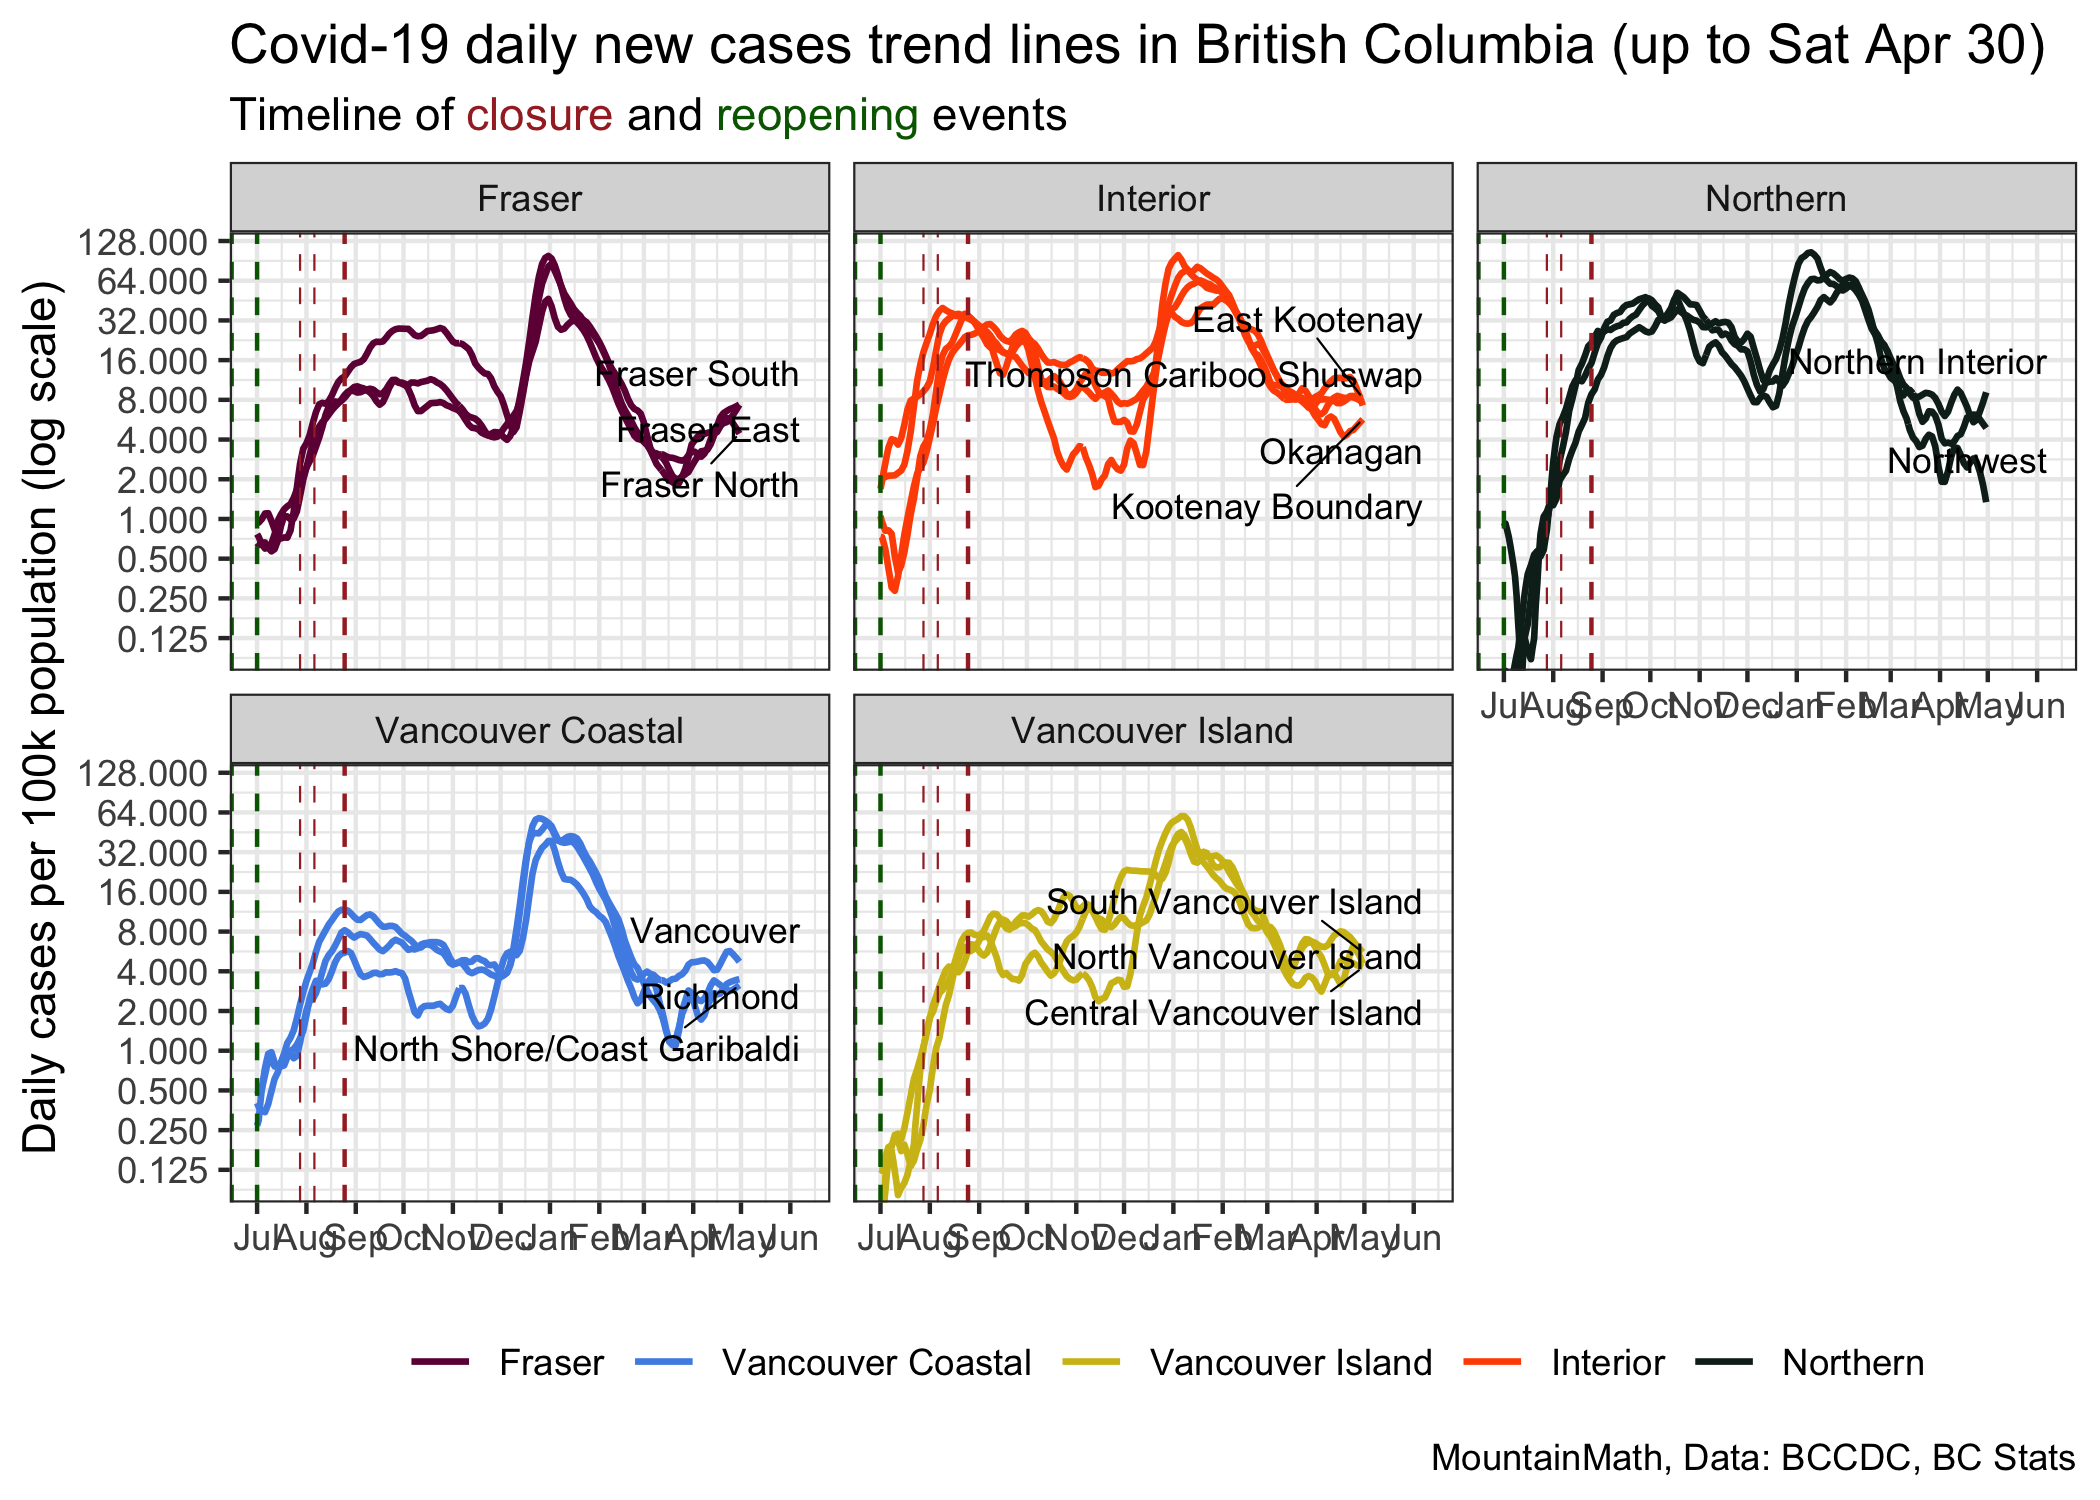 Covid-19 daily new cases trend lines in British Columbia (up to Sat Apr 30)
Timeline of closure and reopening events
Daily cases per 100k population (log scale)
Fraser
Interior
Northern
128.000
64.000
32.000
16.000
8.000
4.000
2.000
1.000
0.500
0.250
0.125
Fraser South
Fraser East
Fraser North
East Kootenay
Thompson Cariboo Shuswap
Okanagan
Kootenay Boundary
Northern Interior
Northwest
Jul Aug Sep Oct Nov Dec Jan Feb Mar Apr May Jun
Vancouver Coastal
Vancouver Island
128.000
64.000
32.000
16.000
8.000
4.000
2.000
1.000
0.500
0.250
0.125
Vancouver
Richmond
North Shore/Coast Garibaldi
South Vancouver Island
North Vancouver Island
Central Vancouver Island
Jul Aug Sep Oct Nov Dec Jan Feb Mar Apr May Jun
Jul Aug Sep Oct Nov Dec Jan Feb Mar Apr May Jun
Fraser Vancouver Coastal Vancouver Island Interior Northern
MountainMath, Data: BCCDC, BC Stats